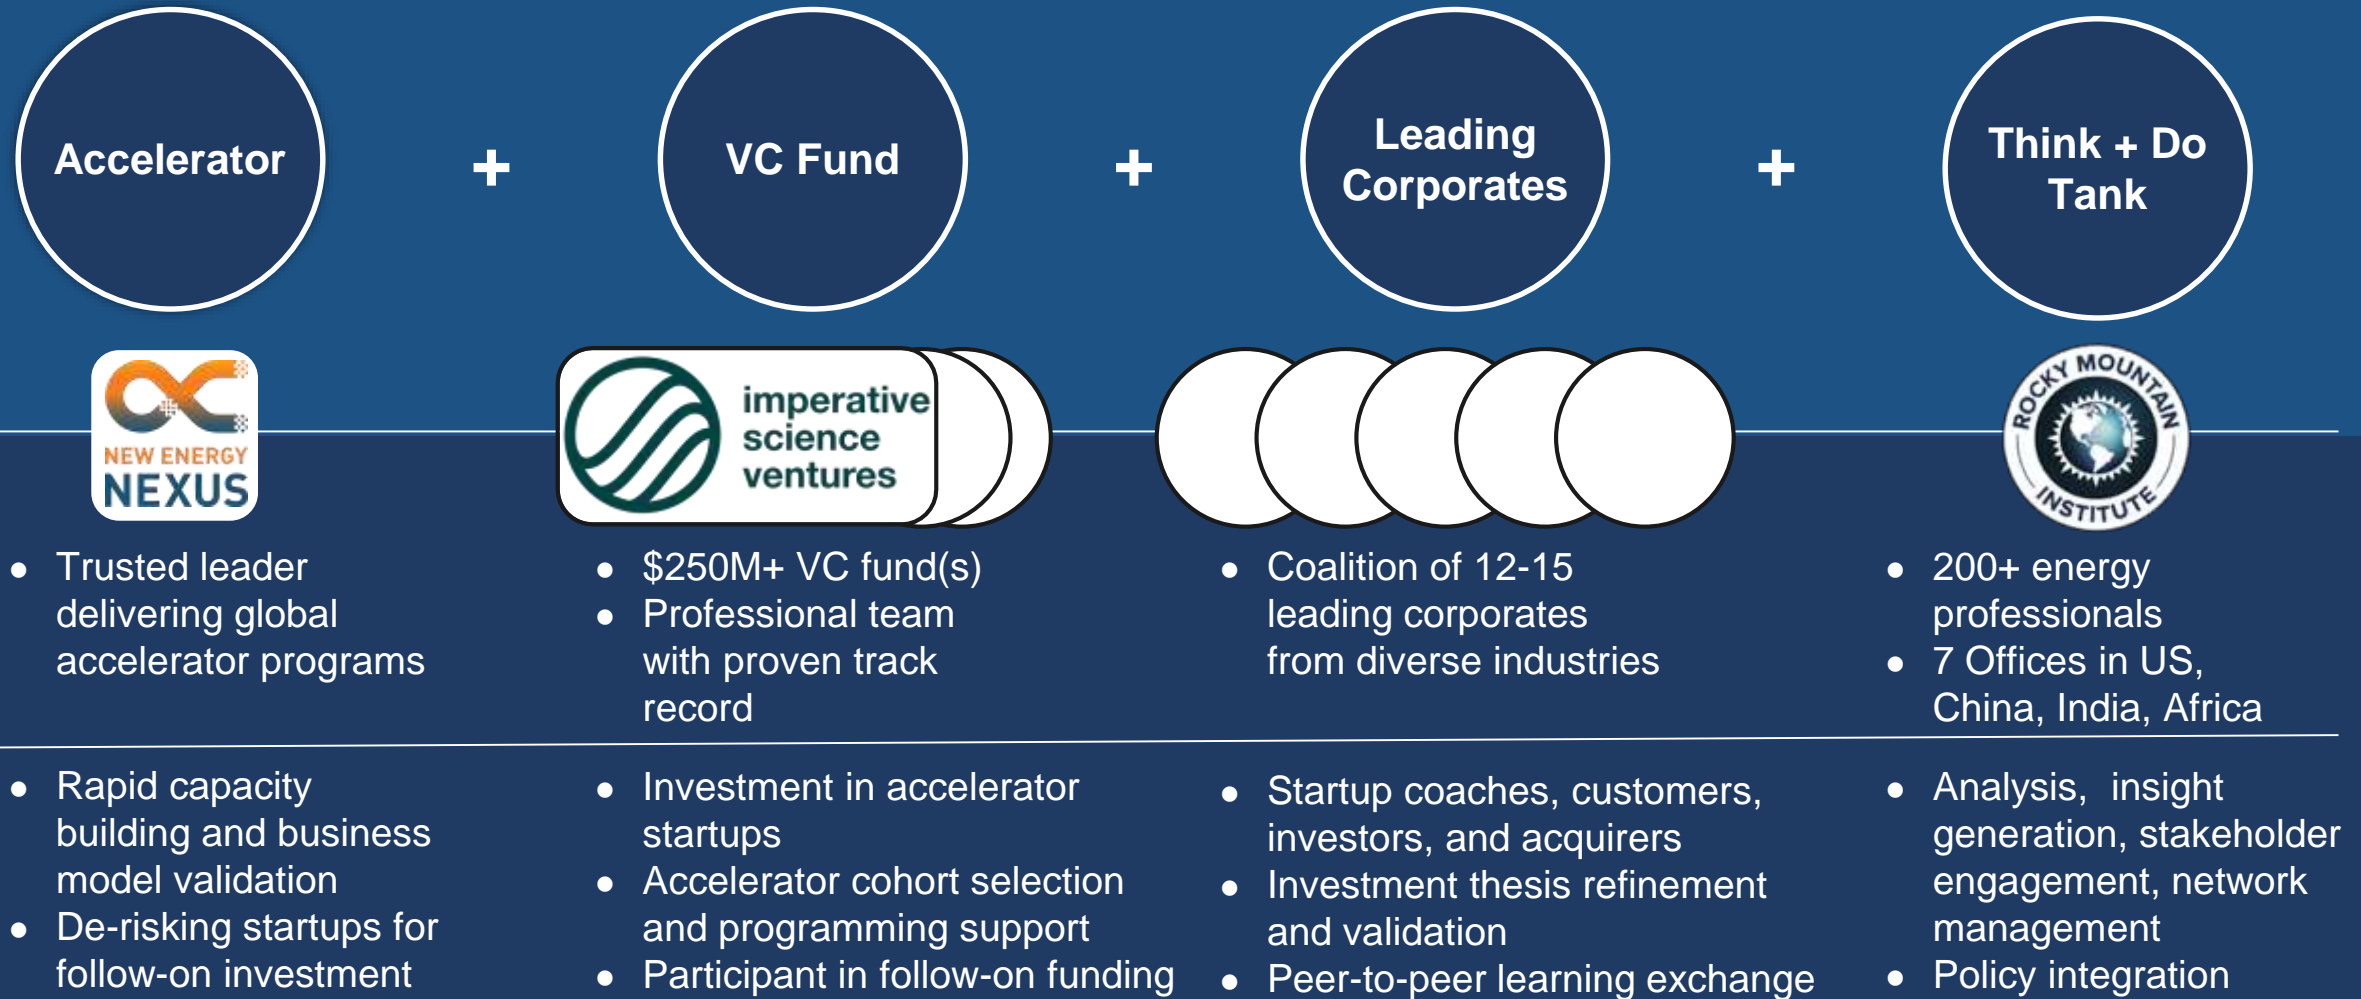 Accelerator
+
VC Fund
+
Leading
Corporates
+
Think + Do
Tank
NEW ENERGY
NEXUS
imperative
science
ventures
ROCKY MOUNTAIN
INSTITUTE
● Trusted leader
delivering global
accelerator programs
● $250M+ VC fund(s)
● Professional team
with proven track
record
● Coalition of 12-15
leading corporates
from diverse industries
● 200+ energy
professionals
● 7 Offices in US,
China, India, Africa
● Rapid capacity
building and business
model validation
● De-risking startups for
follow-on investment
● Investment in accelerator
startups
● Accelerator cohort selection
and programming support
● Participant in follow-on funding
● Startup coaches, customers,
investors, and acquirers
● Investment thesis refinement
and validation
● Peer-to-peer learning exchange
● Analysis, insight
generation, stakeholder
engagement, network
management
● Policy integration